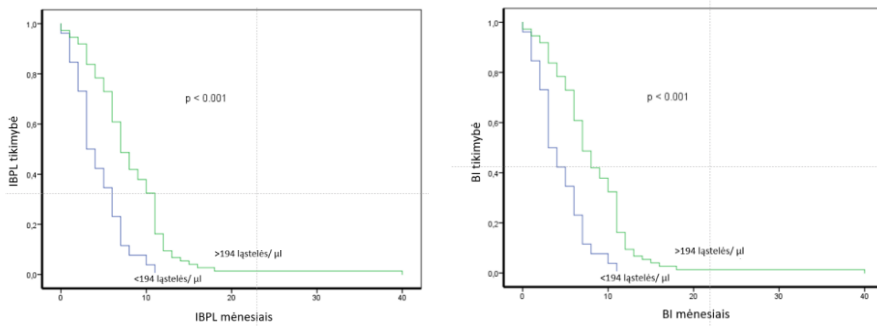 1,0
0,8
0,6
0,4
0,2
0,0
IBPL tikimybė
p < 0.001
>194 ląstelės/ µl
<194 ląstelės/ µl
0
10
20
30
40
IBPL mėnesiais
1,0
0,8
0,6
0,4
0,2
0,0
BI tikimybė
p < 0.001
>194 ląstelės/ µl
<194 ląstelės/ µl
0
10
20
30
40
BI mėnesiais